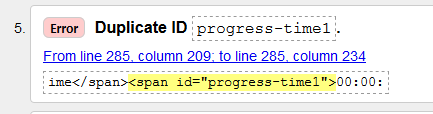 5. Error Duplicate ID progress-time1.
From line 285, column 209; to line 285, column 234
ime</span><span id="progress-time1">00:00: